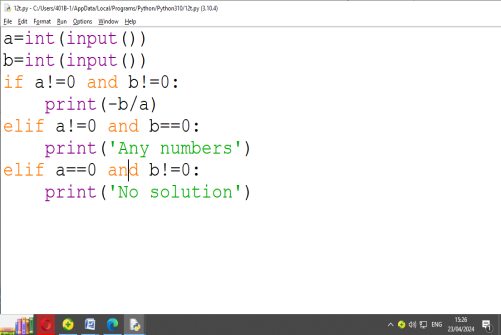 12t.py - C:/Users/401B-1/AppData/Local/Programs/Python/Python310/12t.py (3.10.4)
File Edit Format Run Options Window Help
a=int(input())
b=int(input())
if a!=0 and b!=0:
    print(-b/a)
elif a!=0 and b==0:
    print('Any numbers')
elif a==0 and b!=0:
    print('No solution')
ENG
15:26
23/04/2024